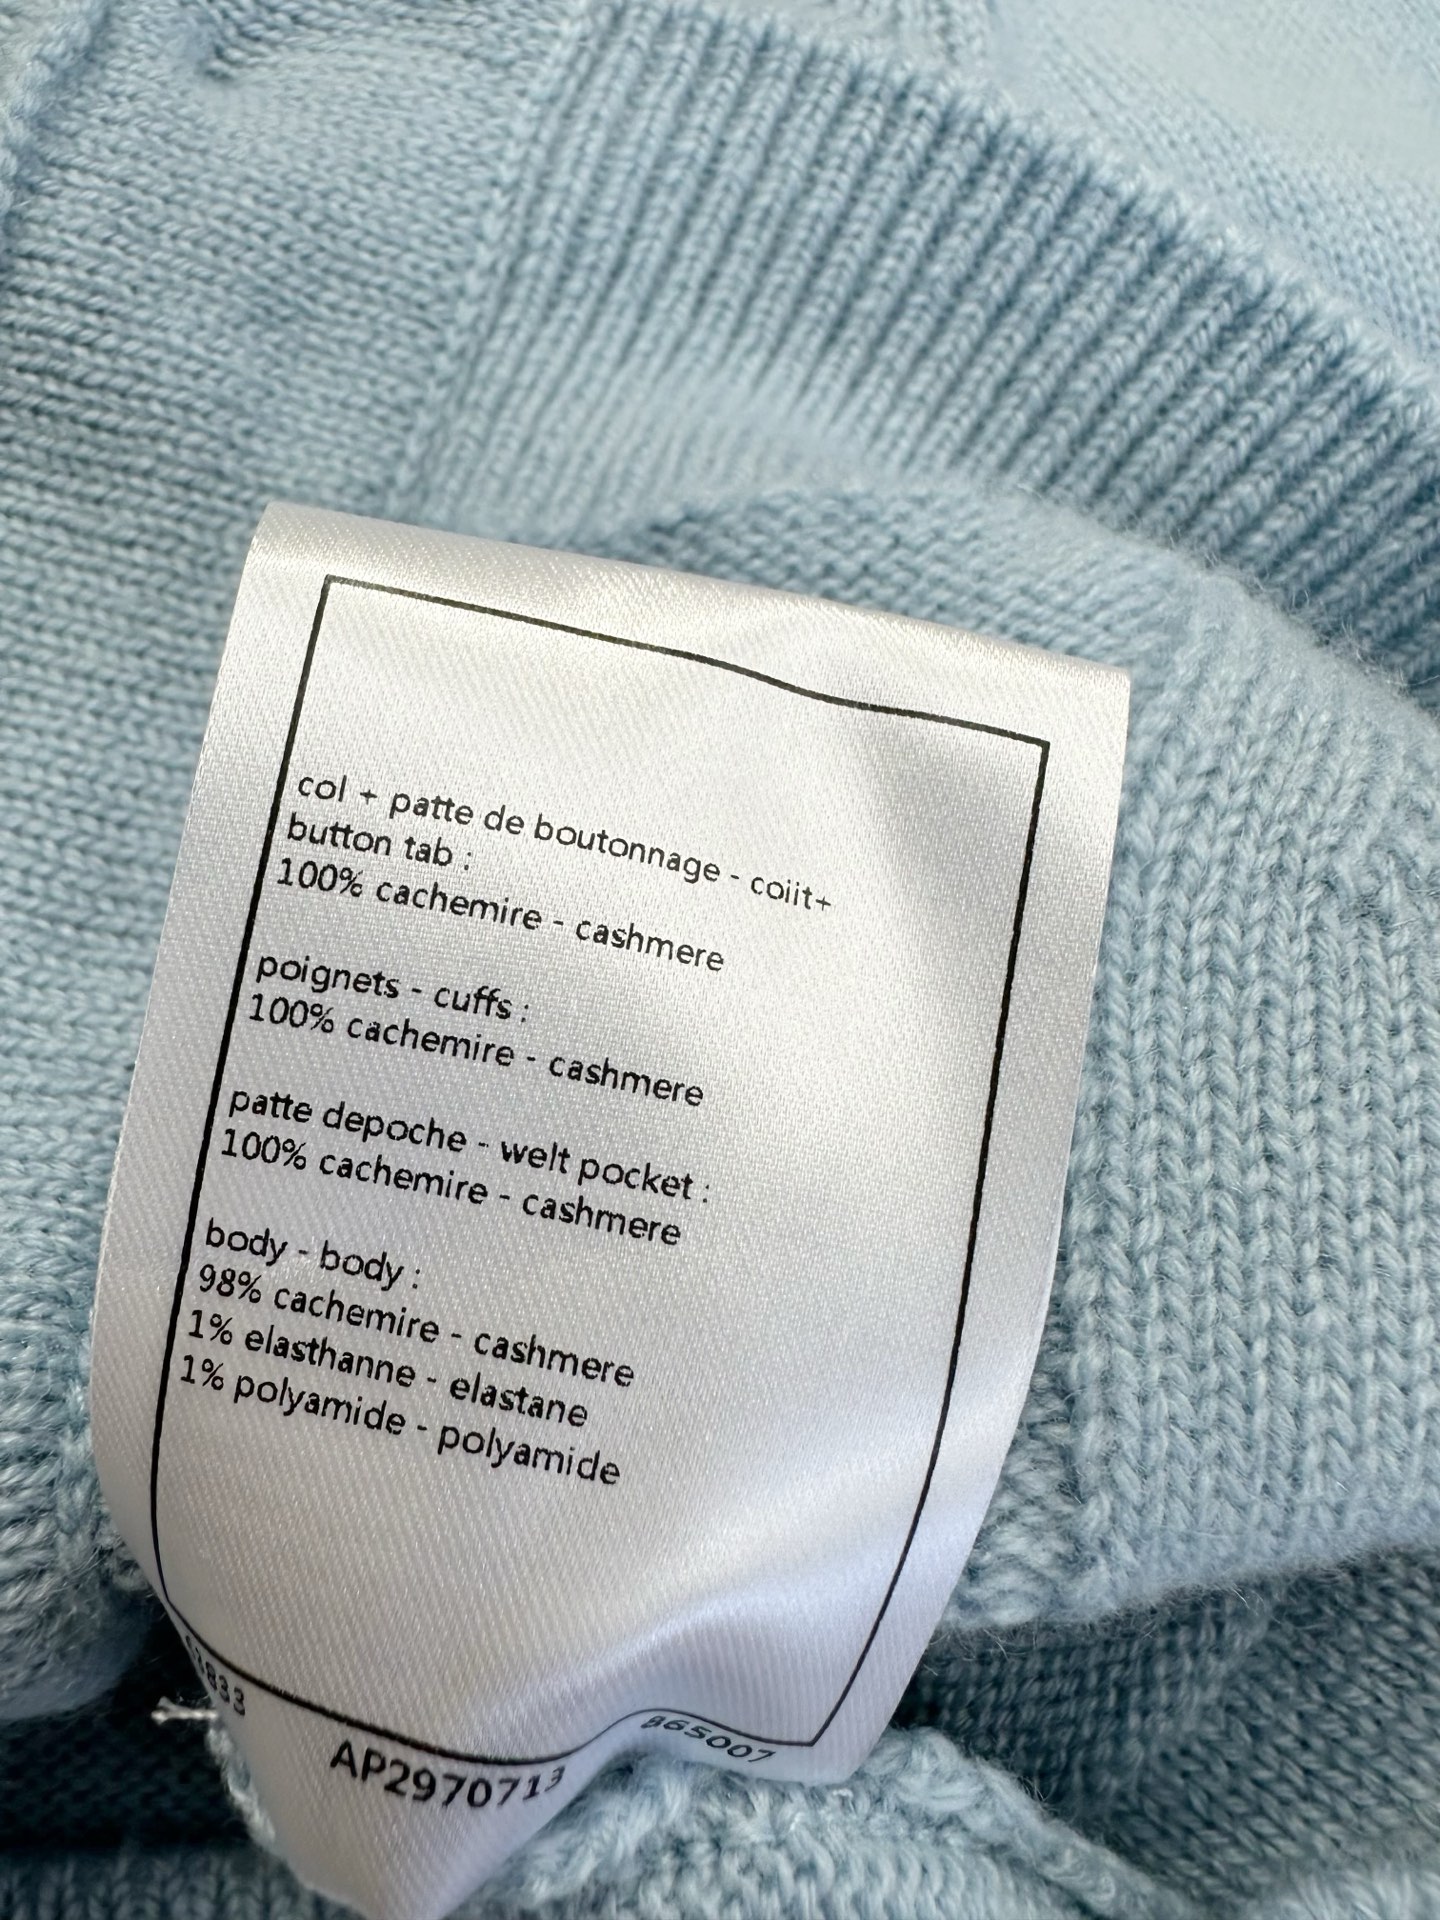 col + patte de boutonnage - coiit+
button tab :
100% cachemire - cashmere
poignets - cuffs :
100% cachemire - cashmere
patte depoche - welt pocket :
100% cachemire - cashmere
body - body :
98% cachemire - cashmere
1% elasthanne - elastane
1% polyamide - polyamide
AP2970713
865007